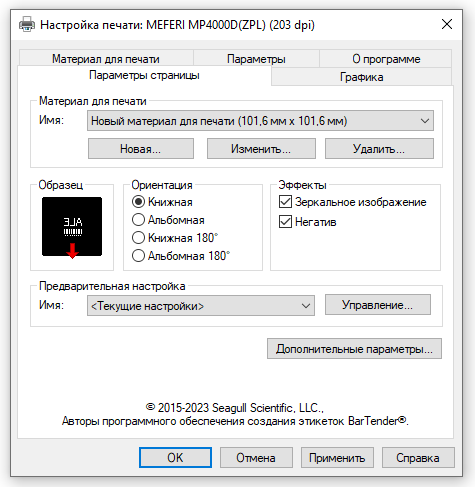 Настройка печати: MEFERI MP4000D(ZPL) (203 dpi)
Материал для печати
Параметры
О программе
Параметры страницы
Графика
Материал для печати
Имя:
Новый материал для печати (101,6 мм x 101,6 мм)
Новая...
Изменить...
Удалить...
Образец
ALE
Ориентация
Книжная
Альбомная
Книжная 180°
Альбомная 180°
Эффекты
Зеркальное изображение
Негатив
Предварительная настройка
Имя:
<Текущие настройки>
Управление...
Дополнительные параметры...
© 2015-2023 Seagull Scientific, LLC.,
Авторы программного обеспечения создания этикеток BarTender®.
OK
Отмена
Применить
Справка